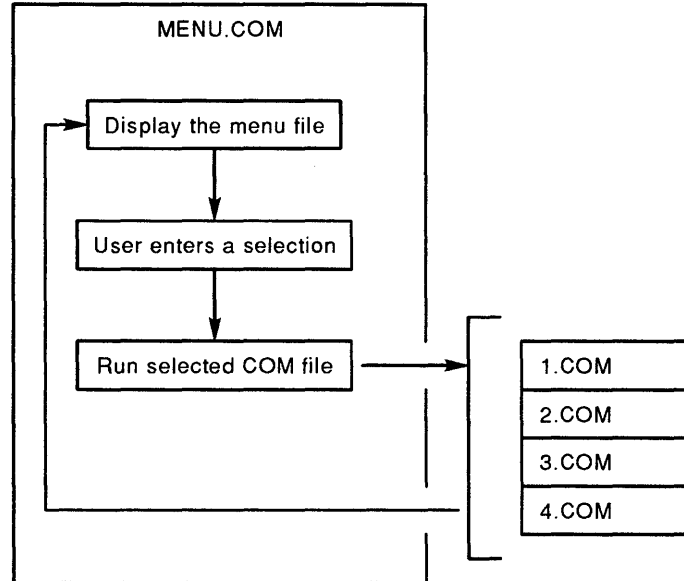 MENU.COM
Display the menu file
User enters a selection
Run selected COM file
1.COM
2.COM
3.COM
4.COM